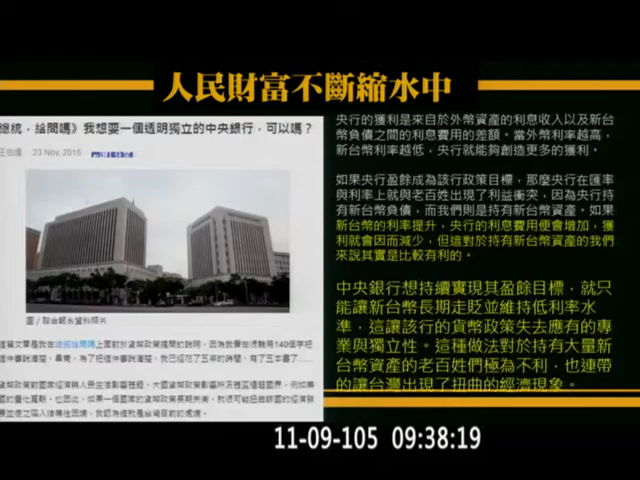 人民財富不斷縮水中
總統，給問嗎》我想要一個透明獨立的中央銀行，可以嗎？
23 Nov, 2015
圖／聯合報系資料照片
央行的獲利是來自於外幣資產的利息收入以及新台
幣負債之間的利息費用的差額。當外幣利率越高，
新台幣利率越低，央行就能夠創造更多的獲利。
如果央行盈餘成為該行政策目標，那麼央行在匯率
與利率上就與老百姓出現了利益衝突，因為央行持
有新台幣負債，而我們則是持有新台幣資產。如果
新台幣的利率提升，央行的利息費用便會增加，獲
利就會因而減少，但這對於持有新台幣資產的我們
來說其實是比較有利的。
中央銀行想持續實現其盈餘目標，就只
能讓新台幣長期走貶並維持低利率水
準，這讓該行的貨幣政策失去應有的專
業與獨立性。這種做法對於持有大量新
台幣資產的老百姓們極為不利，也連帶
的讓台灣出現了扭曲的經濟現象。
11-09-105 09:38:19